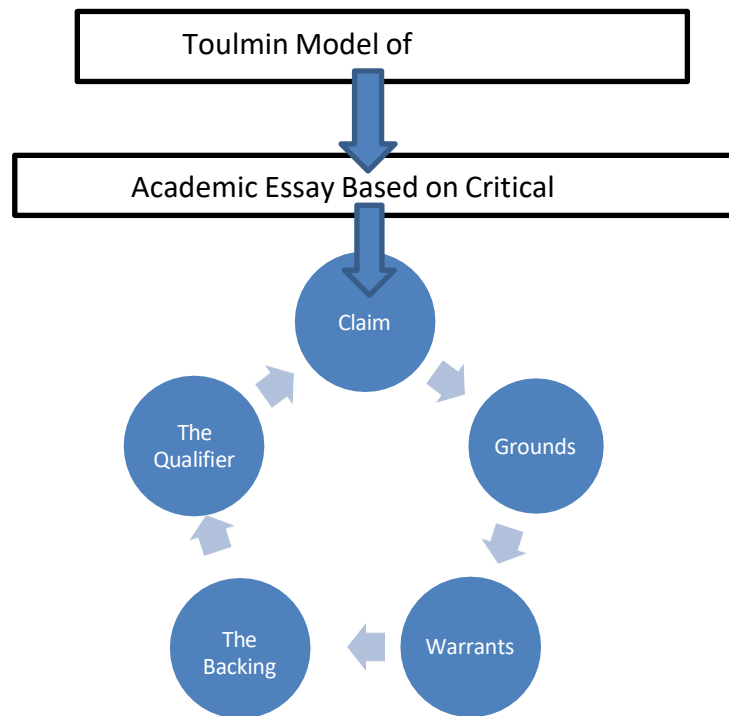 Toulmin Model of
Academic Essay Based on Critical
Claim
Grounds
Warrants
The
Backing
The
Qualifier